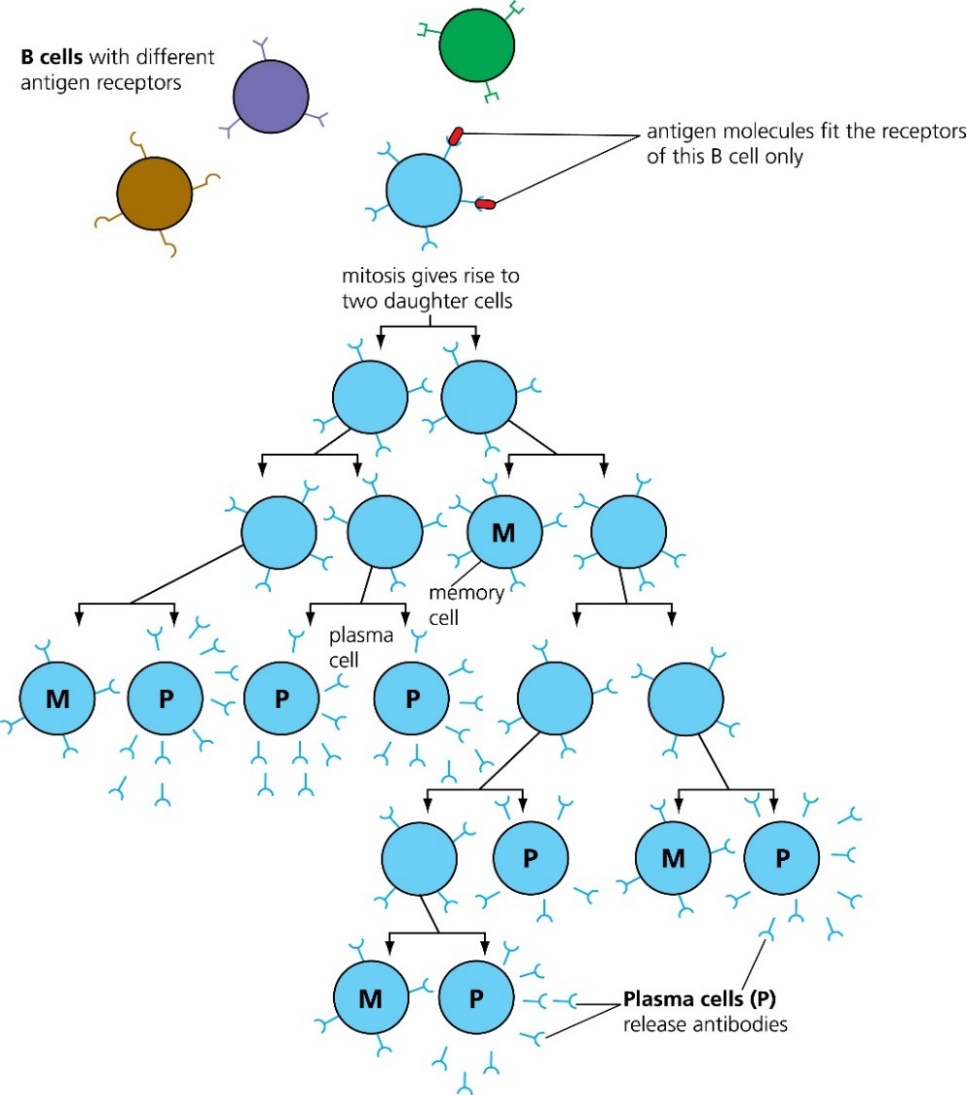 B cells with different
antigen receptors
antigen molecules fit the receptors
of this B cell only
mitosis gives rise to
two daughter cells
M
memory
cell
plasma
cell
M
P
P
P
P
M
P
M
P
Plasma cells (P)
release antibodies